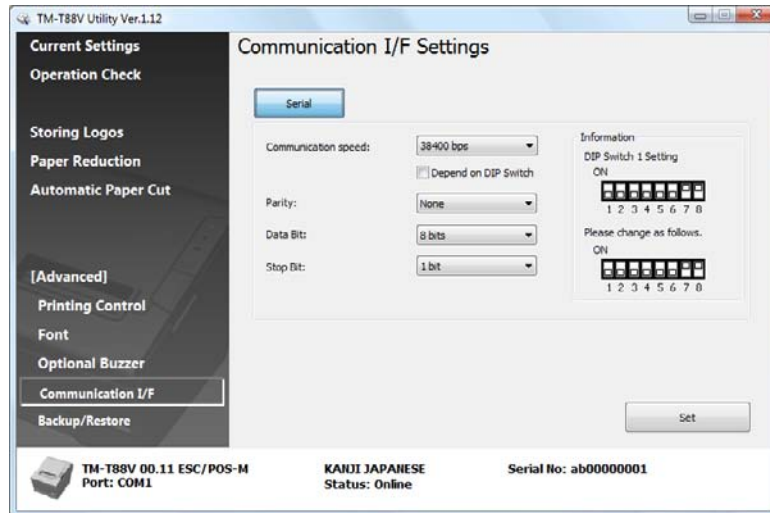 TM-T88V Utility Ver.1.12
Current Settings
Operation Check
Storing Logos
Paper Reduction
Automatic Paper Cut
[Advanced]
Printing Control
Font
Optional Buzzer
Communication I/F
Backup/Restore
Communication I/F Settings
Serial
Communication speed:
38400 bps
Depend on DIP Switch
Parity:
None
Data Bit:
8 bits
Stop Bit:
1 bit
Information
DIP Switch 1 Setting
ON
1 2 3 4 5 6 7 8
Please change as follows.
ON
1 2 3 4 5 6 7 8
Set
TM-T88V 00.11 ESC/POS-M
Port: COM1
KANJI JAPANESE
Status: Online
Serial No: ab00000001